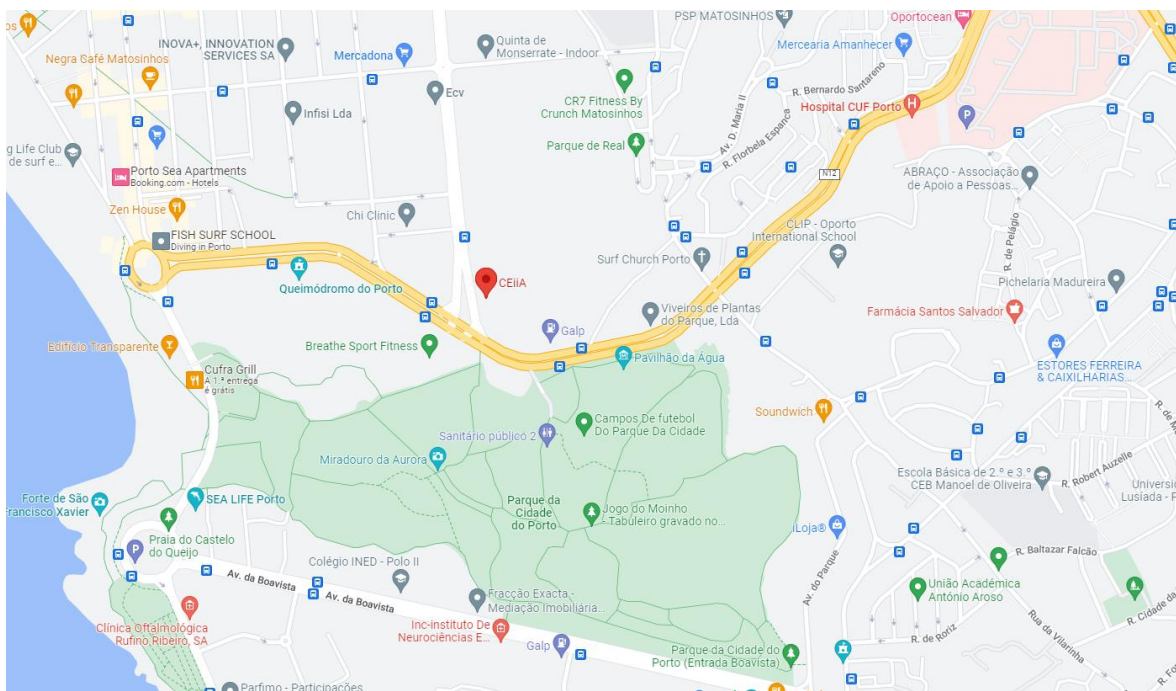 os
INOVA+, INNOVATION
SERVICES SA
Negra Café Matosinhos
Mercadona
Quinta de
Monserrate - Indoor
PSP MATOSINHOS
Oportocean
Mercearia Amanhecer
Ecv
Infisi Lda
CR7 Fitness By
Crunch Matosinhos
R. Bernardo Santareno
Hospital CUF Porto
H
P
Av. D. Maria II
R. Florbela Espanca
Parque de Real
g Life Club
de surf e...
Porto Sea Apartments
Booking.com - Hotels
N12
ABRAÇO - Associação
de Apoio a Pessoas...
Zen House
Chi Clinic
CLIP - Oporto
International School
R. de Pelágio
FISH SURF SCHOOL
Diving in Porto
Surf Church Porto
Queimódromo do Porto
CEiiA
Pichelaria Madureira
Viveiros de Plantas
do Parque, Lda
Farmácia Santos Salvador
Galp
Edifício Transparente
Breathe Sport Fitness
Pavilhão da Água
ESTORES FERREIRA
& CAIXILHARIAS...
Cufra Grill
A 1.ª entrega
é grátis
Soundwich
Campos De futebol
Do Parque Da Cidade
Sanitário público 2
Miradouro da Aurora
R. de M
R. Robert Auzelle
Escola Básica de 2.º e 3.º
CEB Manoel de Oliveira
Universi
Lusíada - P
Forte de São
Francisco Xavier
SEA LIFE Porto
Parque da
Cidade
do Porto
Jogo do Moinho
- Tabuleiro gravado no...
iLoja®
Praia do Castelo
do Queijo
P
R. Baltazar Falcão
Colégio INED - Polo II
Av. da Boavista
Av. da Boavista
Av. do Parque
União Académica
António Aroso
Fracção Exacta -
Mediação Imobiliária...
Clínica Oftalmológica
Rufino Ribeiro, SA
Inc-instituto De
Neurociências E...
R. Cidade da
Rua da Vilarinha
R. de Roriz
Galp
Parque da Cidade do
Porto (Entrada Boavista)
Parfimo - Participações